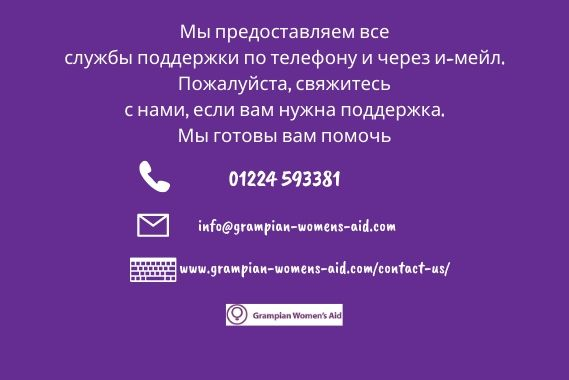 Мы предоставляем все
службы поддержки по телефону и через и-мейл.
Пожалуйста, свяжитесь
с нами, если вам нужна поддержка.
Мы готовы вам помочь
01224 593381
info@grampian-womens-aid.com
www.grampian-womens-aid.com/contact-us/
Grampian Women's Aid